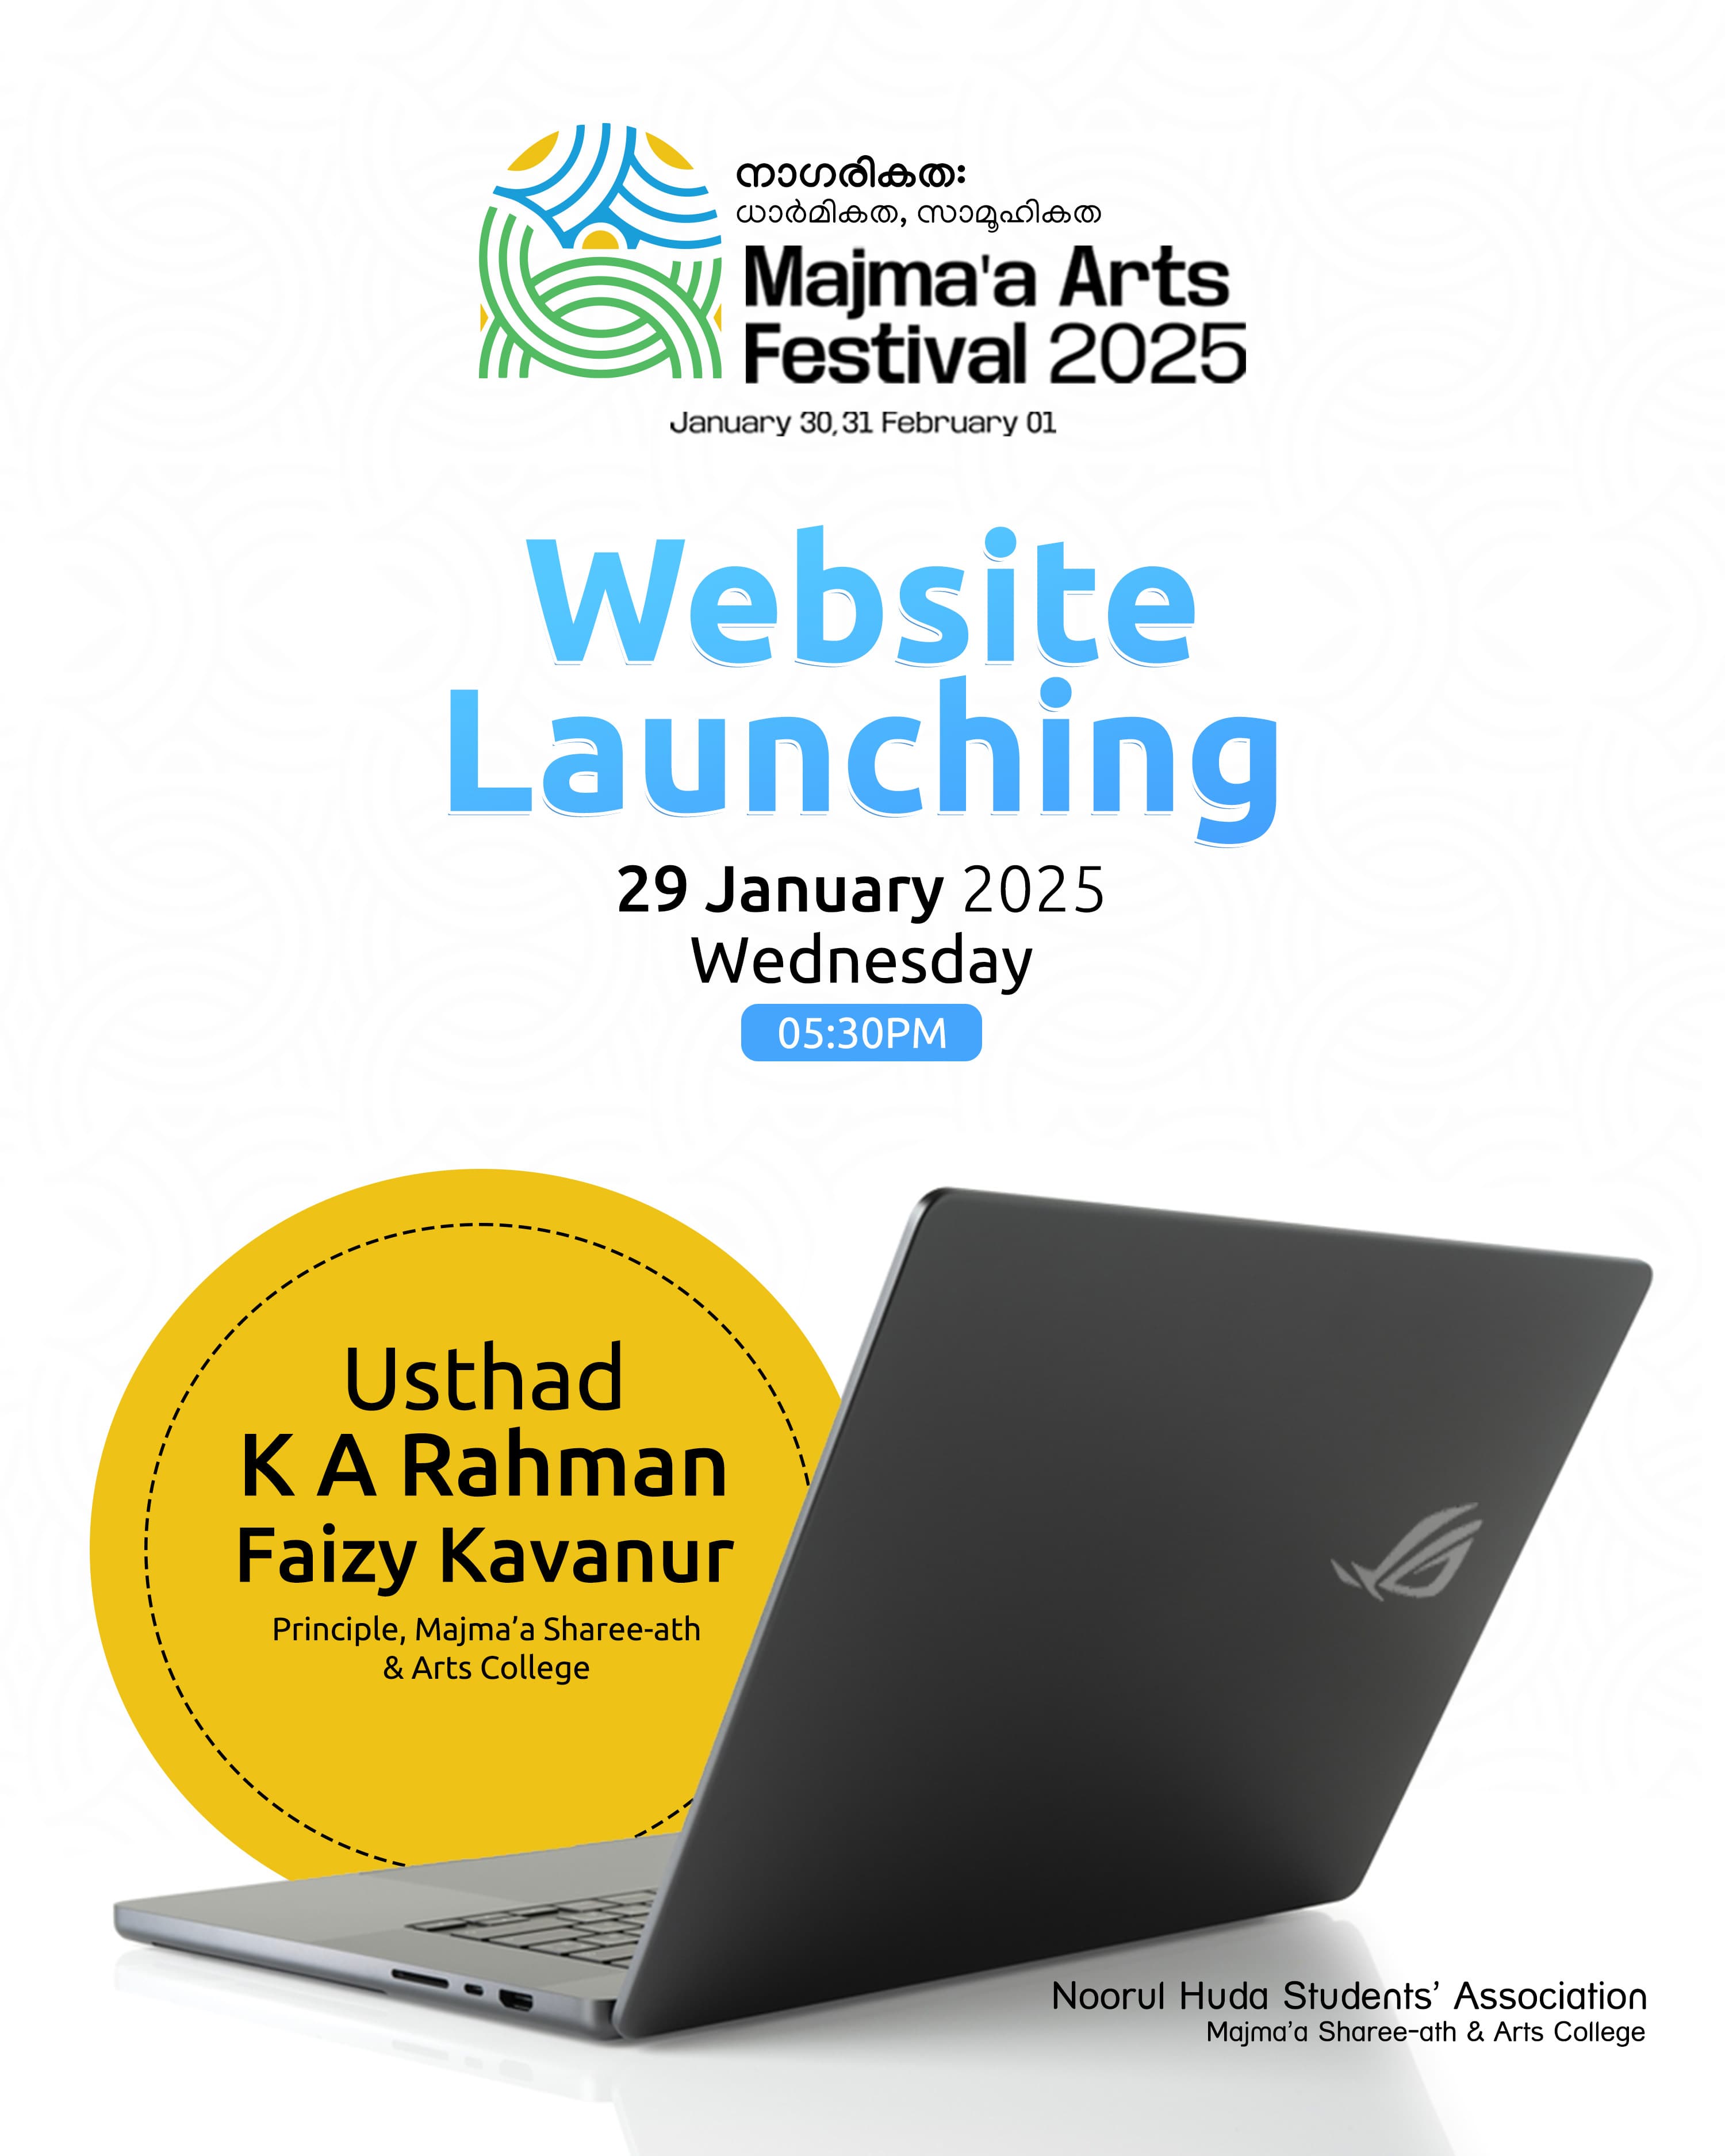 നാഗരികതഃ
ധാർമികത, സാമൂഹികത
Majma'a Arts
Festival 2025
January 30,31 February 01
Website
Launching
29 January 2025
Wednesday
05:30PM
Usthad
K A Rahman
Faizy Kavanur
Principle, Majma’a Sharee-ath
& Arts College
Noorul Huda Students’ Association
Majma’a Sharee-ath & Arts College